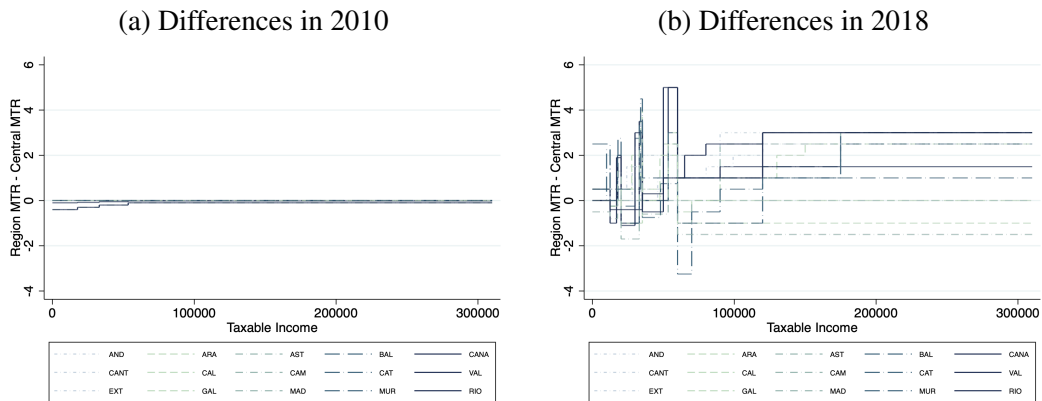 (a) Differences in 2010
Region MTR - Central MTR
6
4
2
0
-2
-4
0 100000 200000 300000
Taxable Income
AND ARA AST BAL CANA
CANT CAL CAM CAT VAL
EXT GAL MAD MUR RIO
(b) Differences in 2018
Region MTR - Central MTR
6
4
2
0
-2
-4
0 100000 200000 300000
Taxable Income
AND ARA AST BAL CANA
CANT CAL CAM CAT VAL
EXT GAL MAD MUR RIO